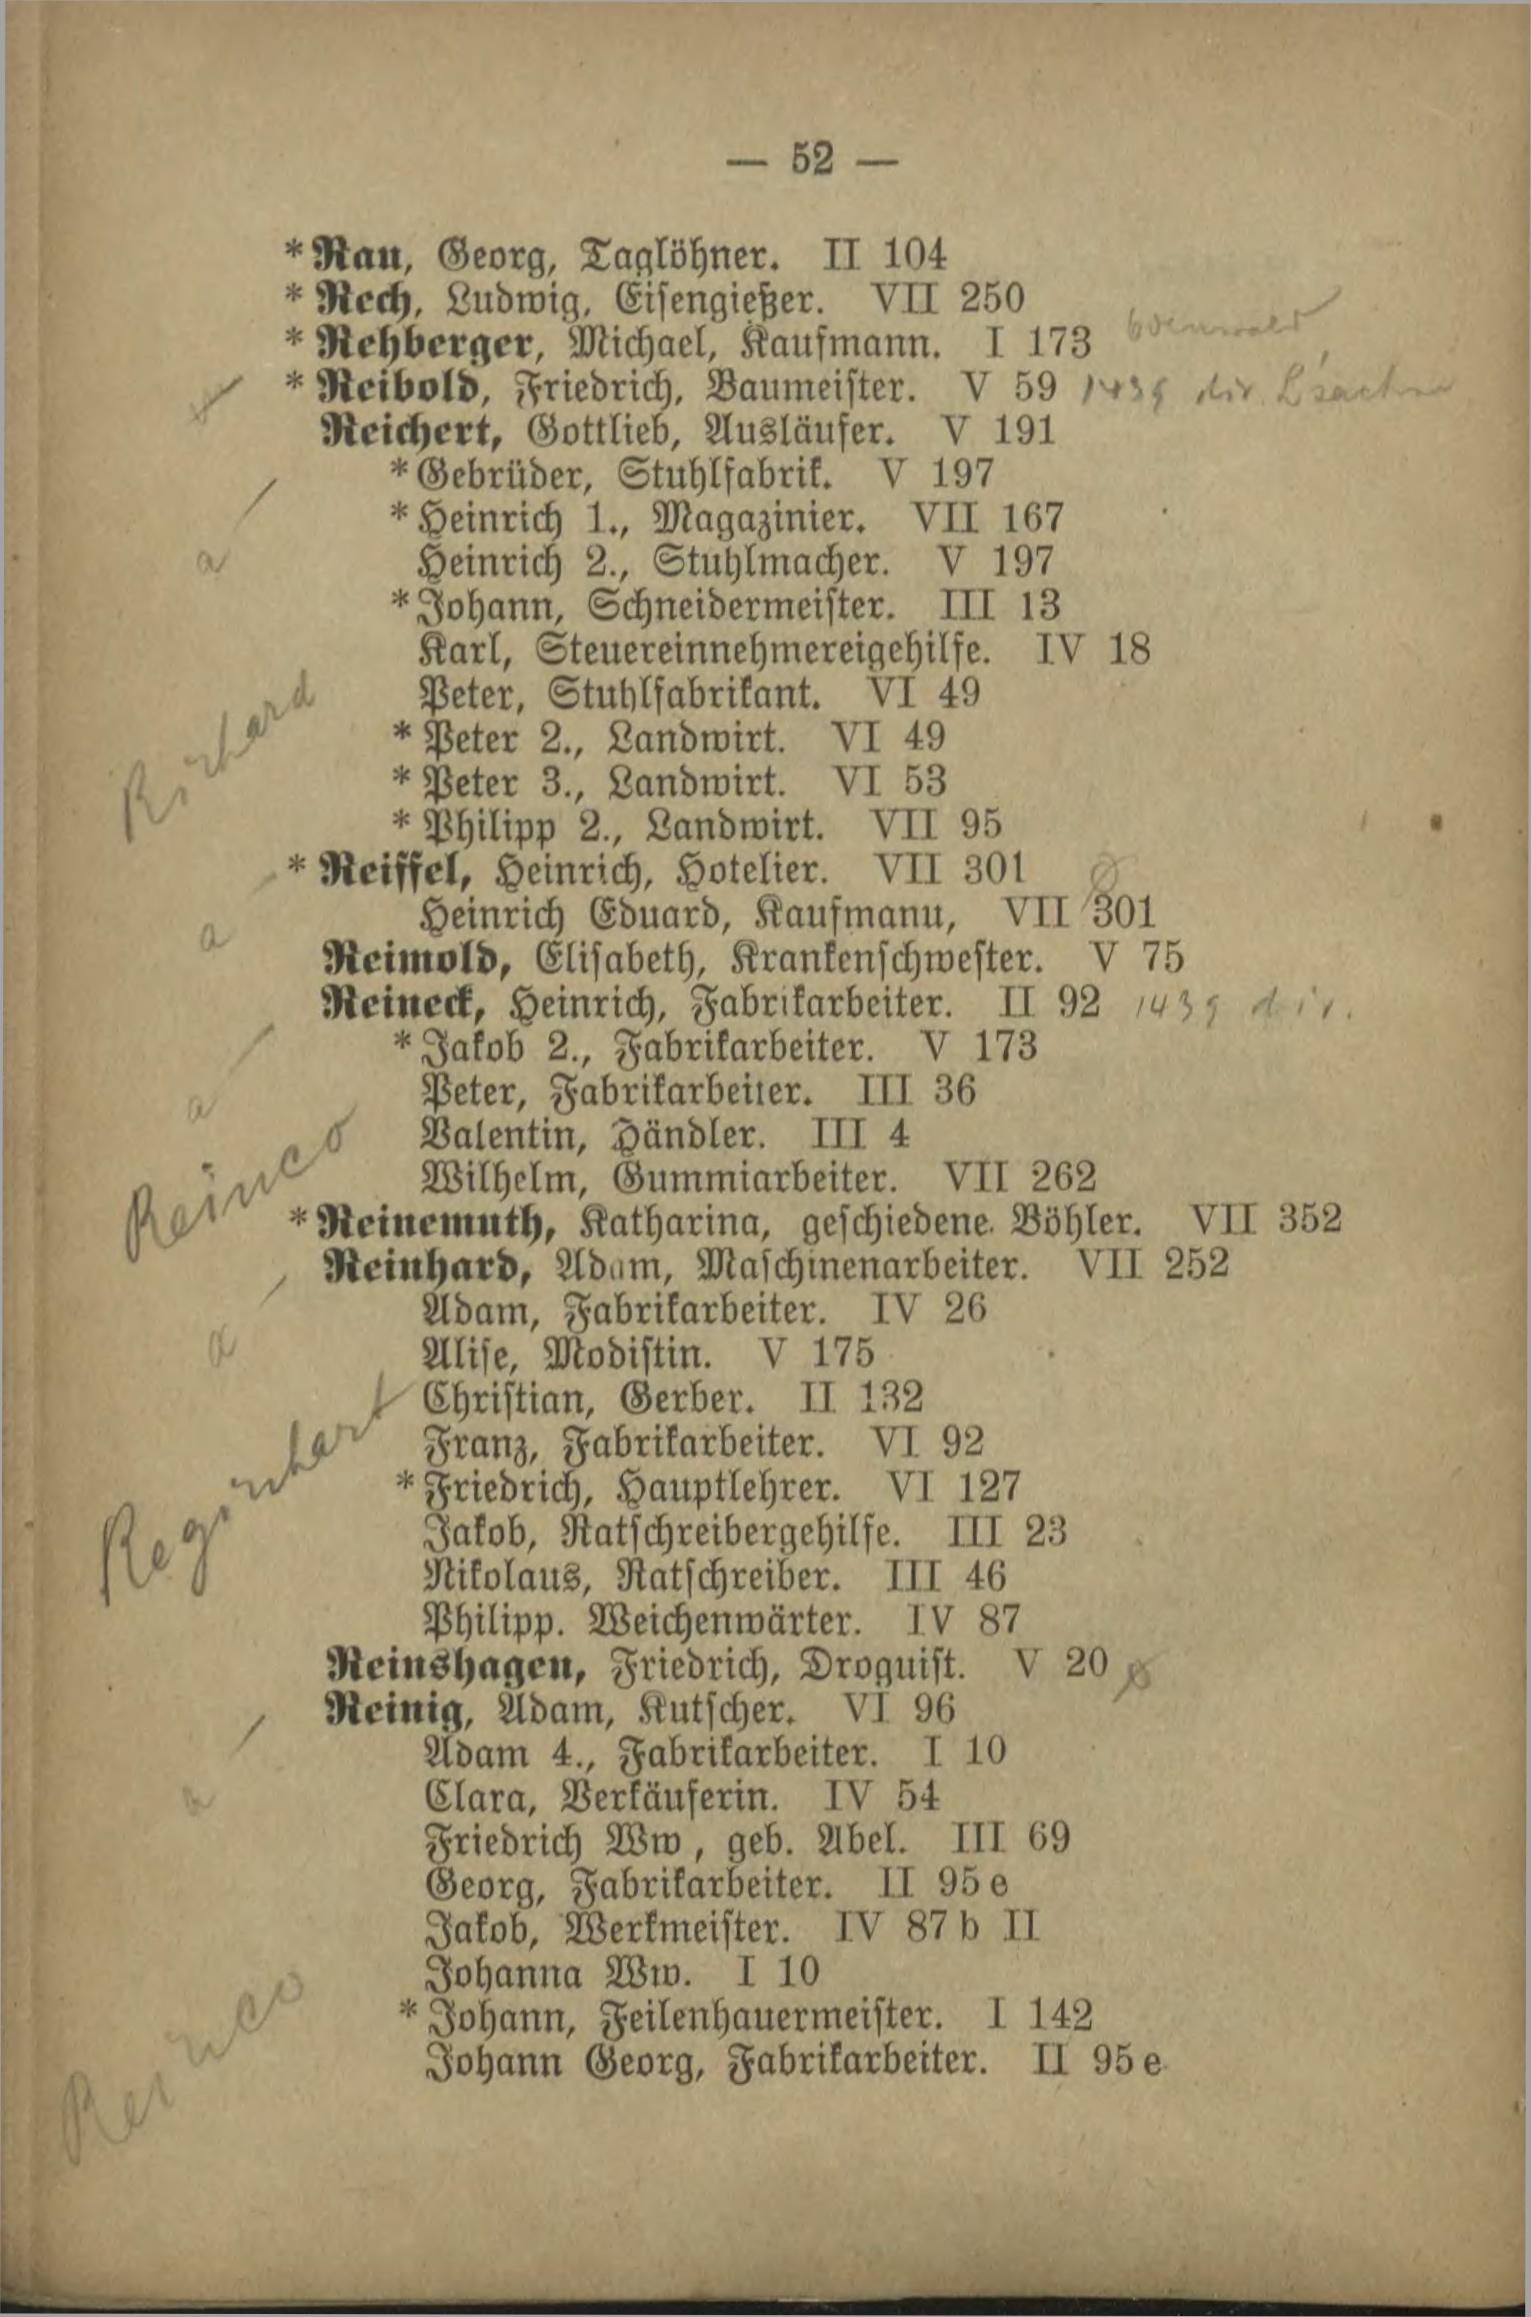 — 52 —
*Rau, Georg, Taglöhner. II 104
*Rech, Ludwig, Eisengießer. VII 250
*Rehberger, Michael, Kaufmann. I 173
*Reibold, Friedrich, Baumeister. V 59 1439 dir.
Reichert, Gottlieb, Ausläufer. V 191
*Gebrüder, Stuhlfabrik. V 197
a —
*Heinrich 1., Magazinier. VII 167
Heinrich 2., Stuhlmacher. V 197
*Johann, Schneidermeister. III 13
Karl, Steuereinnehmereigehilfe. IV 18
Peter, Stuhlfabrikant. VI 49
Richard
*Peter 2., Landwirt. VI 49
*Peter 3., Landwirt. VI 53
*Philipp 2., Landwirt. VII 95
*Reiffel, Heinrich, Hotelier. VII 301
a —
Heinrich Eduard, Kaufmanu, VII 301
Reimold, Elisabeth, Krankenschwester. V 75
Reineck, Heinrich, Fabrikarbeiter. II 92 1439 dir.
*Jakob 2., Fabrikarbeiter. V 173
a —
Peter, Fabrikarbeiter. III 36
Valentin, Händler. III 4
Wilhelm, Gummiarbeiter. VII 262
Reinco
*Reinemuth, Katharina, geschiedene. Böhler. VII 352
Reinhard, Adam, Maschinenarbeiter. VII 252
a —
Adam, Fabrikarbeiter. IV 26
Alise, Modistin. V 175
Christian, Gerber. II 132
Franz, Fabrikarbeiter. VI 92
Reginhart
*Friedrich, Hauptlehrer. VI 127
Jakob, Ratschreibergehilfe. III 23
Nikolaus, Ratschreiber. III 46
Philipp. Weichenwärter. IV 87
Reinshagen, Friedrich, Droguist. V 20
Reinig, Adam, Kutscher. VI 96
a —
Adam 4., Fabrikarbeiter. I 10
Clara, Verkäuferin. IV 54
Friedrich Ww , geb. Abel. III 69
Georg, Fabrikarbeiter. II 95 e
Jakob, Werkmeister. IV 87 b II
Johanna Ww. I 10
*Johann, Feilenhauermeister. I 142
Johann Georg, Fabrikarbeiter. II 95 e
Reinco